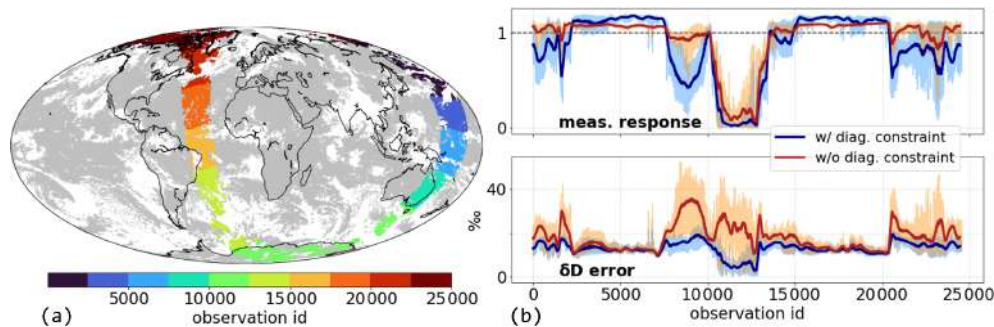 5000 10000 15000 20000 25000
(a) observation id
1
0
meas. response
w/ diag. constraint
w/o diag. constraint
40
‰
0
δD error
0 5000 10000 15000 20000 25000
(b) observation id